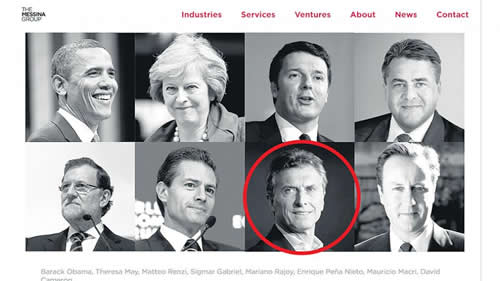 THE
MESSINA
GROUP
Industries Services Ventures About News Contact
Barack Obama, Theresa May, Matteo Renzi, Sigmar Gabriel, Mariano Rajoy, Enrique Peña Nieto, Mauricio Macri, David
Cameron